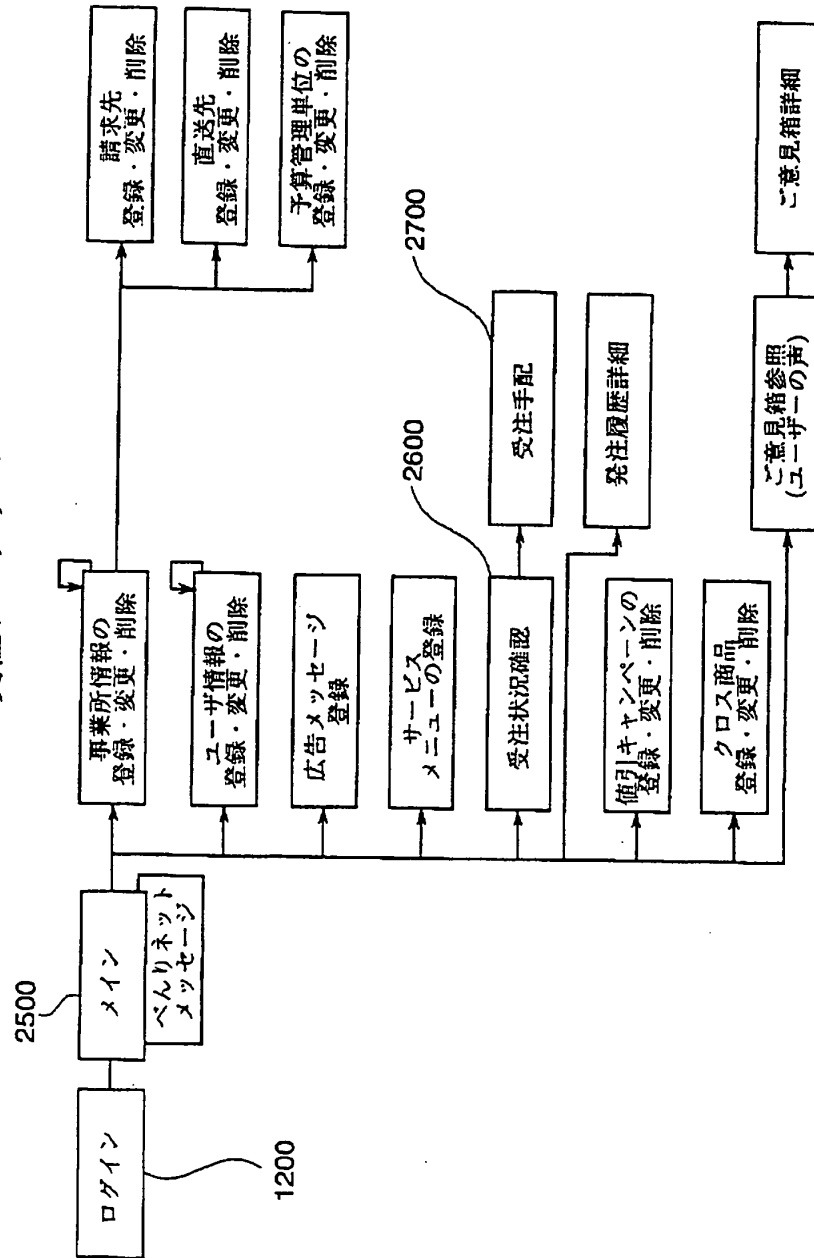 ログイン
1200
メイン
2500
べんりネット
メッセージ
事業所情報の
登録・変更・削除
ユーザ情報の
登録・変更・削除
広告メッセージ
登録
サービス
メニューの登録
受注状況確認
2600
値引キャンペーンの
登録・変更・削除
クロス商品
登録・変更・削除
請求先
登録・変更・削除
直送先
登録・変更・削除
予算管理単位の
登録・変更・削除
受注手配
2700
発注履歴詳細
ご意見箱参照
(ユーザーの声)
ご意見箱詳細